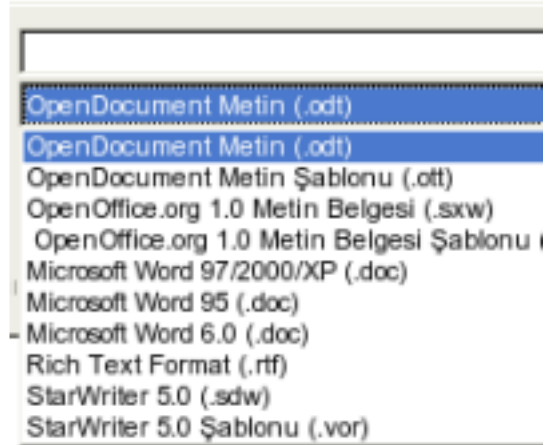 OpenDocument Metin (.odt)
OpenDocument Metin (.odt)
OpenDocument Metin Şablonu (.ott)
OpenOffice.org 1.0 Metin Belgesi (.sxw)
OpenOffice.org 1.0 Metin Belgesi Şablonu (
Microsoft Word 97/2000/XP (.doc)
Microsoft Word 95 (.doc)
Microsoft Word 6.0 (.doc)
Rich Text Format (.rtf)
StarWriter 5.0 (.sdw)
StarWriter 5.0 Şablonu (.vor)